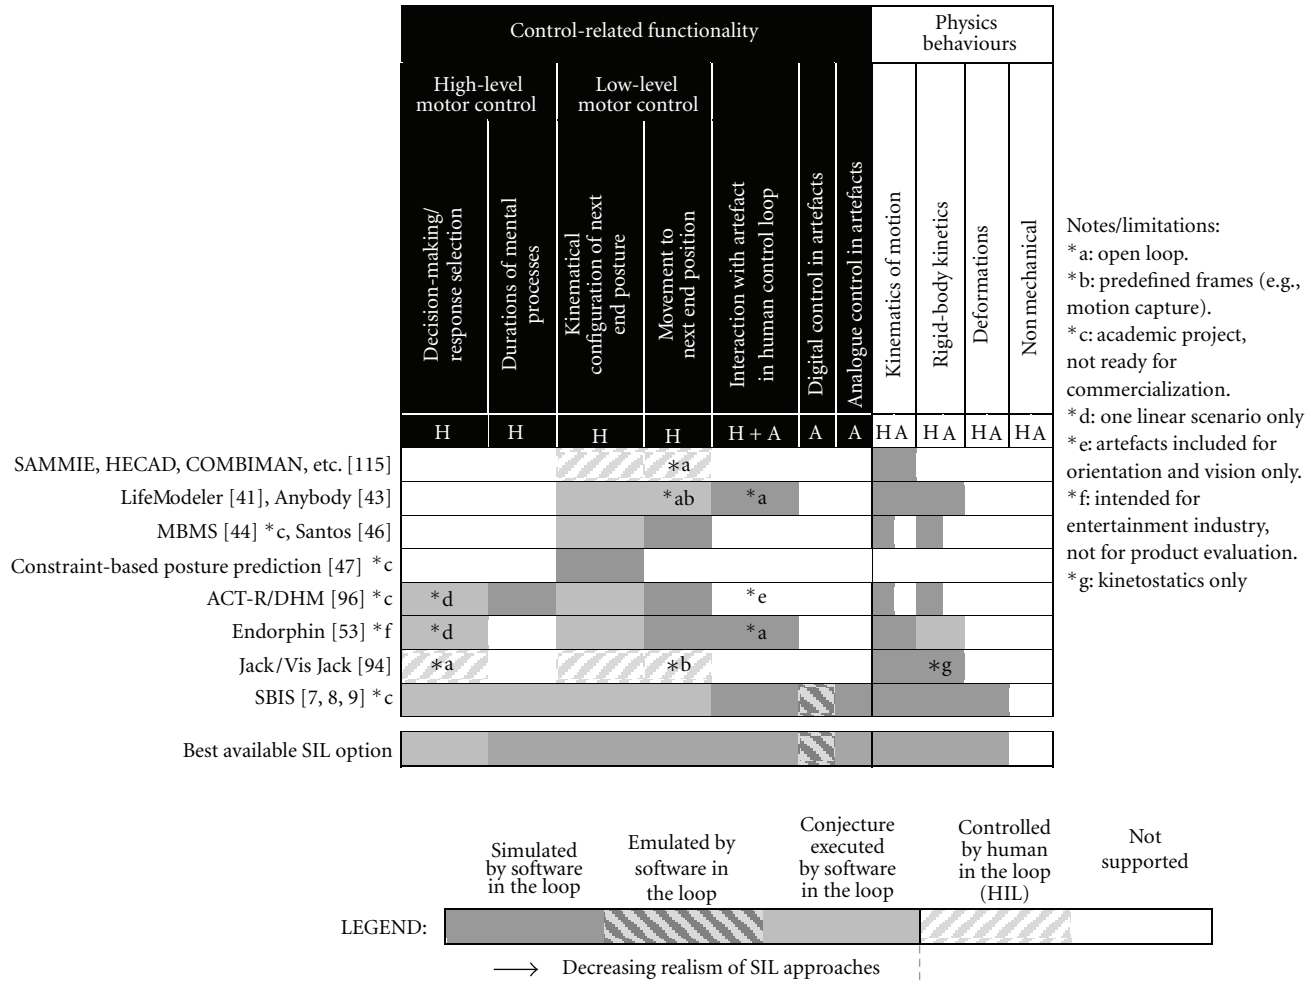 Control-related functionality
Physics
behaviours
High-level
motor control
Low-level
motor control
Decision-making/
response selection
Durations of mental
processes
Kinematical
configuration of next
end posture
Movement to
next end position
Interaction with artefact
in human control loop
Digital control in artefacts
Analogue control in artefacts
Kinematics of motion
Rigid-body kinetics
Deformations
Non mechanical
H H H H H + A A A H A H A H A H A
SAMMIE, HECAD, COMBIMAN, etc. [115] *a
LifeModeler [41], Anybody [43] *ab *a
MBMS [44] *c, Santos [46]
Constraint-based posture prediction [47] *c
ACT-R/DHM [96] *c *d *e
Endorphin [53] *f *d *a
Jack/Vis Jack [94] *a *b *g
SBIS [7, 8, 9] *c
Best available SIL option
Notes/limitations:
*a: open loop.
*b: predefined frames (e.g.,
motion capture).
*c: academic project,
not ready for
commercialization.
*d: one linear scenario only
*e: artefacts included for
orientation and vision only.
*f: intended for
entertainment industry,
not for product evaluation.
*g: kinetostatics only
Simulated
by software
in the loop
Emulated by
software in
the loop
Conjecture
executed
by software
in the loop
Controlled
by human
in the loop
(HIL)
Not
supported
LEGEND:
→ Decreasing realism of SIL approaches